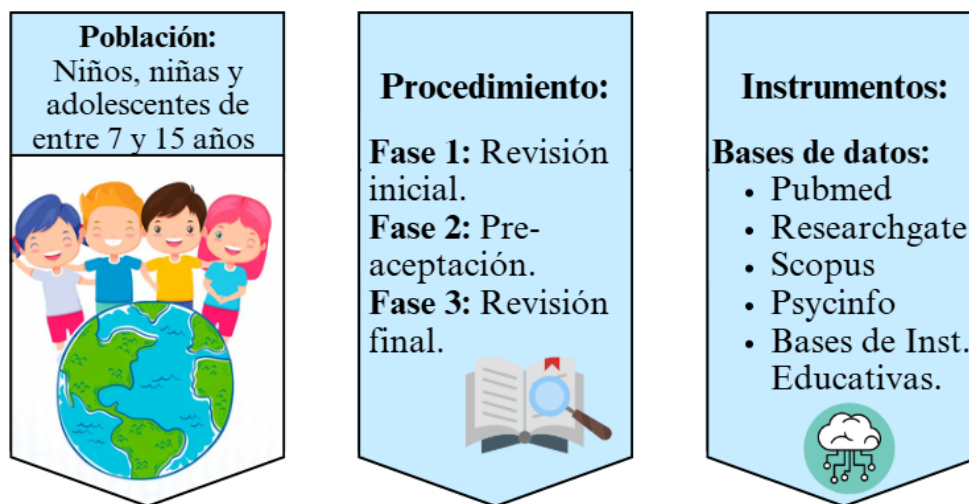 Población:
Niños, niñas y
adolescentes de
entre 7 y 15 años
Procedimiento:
Fase 1: Revisión
inicial.
Fase 2: Pre-
aceptación.
Fase 3: Revisión
final.
Instrumentos:
Bases de datos:
• Pubmed
• Researchgate
• Scopus
• Psycinfo
• Bases de Inst.
Educativas.